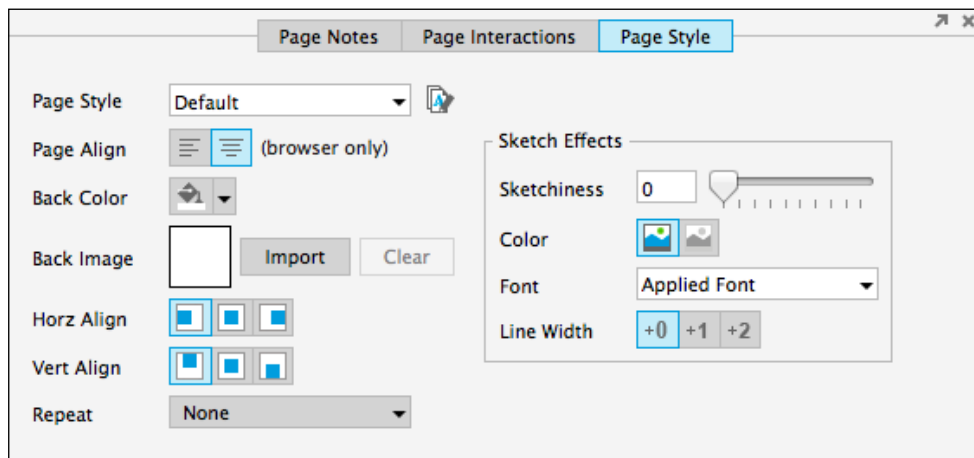 Page Notes Page Interactions Page Style
Page Style Default
Page Align (browser only)
Back Color
Back Image Import Clear
Horz Align
Vert Align
Repeat None
Sketch Effects
Sketchiness 0
Color
Font Applied Font
Line Width +0 +1 +2